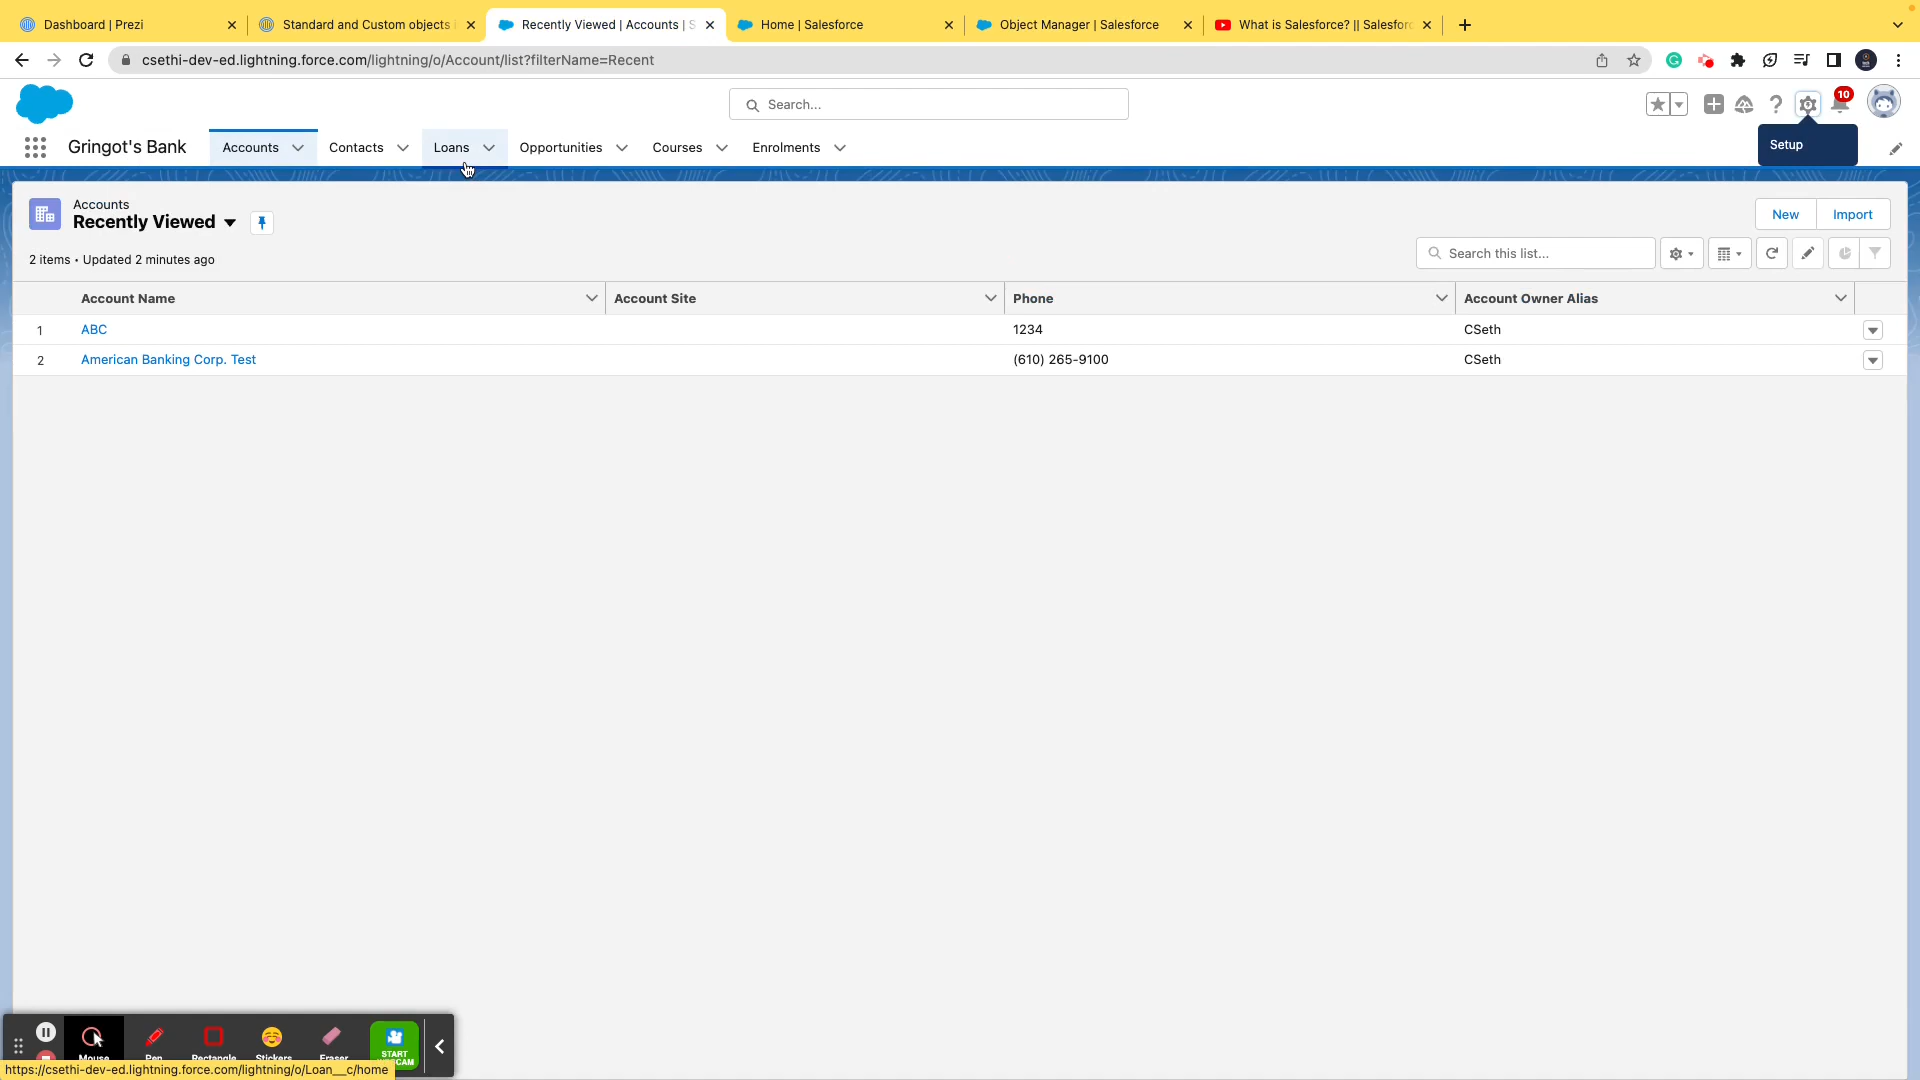 Dashboard | Prezi
Standard and Custom objects
Recently Viewed | Accounts | S
Home | Salesforce
Object Manager | Salesforce
What is Salesforce? || Salesforc
csethi-dev-ed.lightning.force.com/lightning/o/Account/list?filterName=Recent
Search...
10
Gringot's Bank
Accounts
Contacts
Loans
Opportunities
Courses
Enrolments
Setup
Accounts
Recently Viewed
New
Import
2 items • Updated 2 minutes ago
Search this list...
Account Name
Account Site
Phone
Account Owner Alias
1 ABC 1234 CSeth
2 American Banking Corp. Test (610) 265-9100 CSeth
Mouse
Pen
Rectangle
Stickers
Eraser
START
https://csethi-dev-ed.lightning.force.com/lightning/o/Loan__c/home